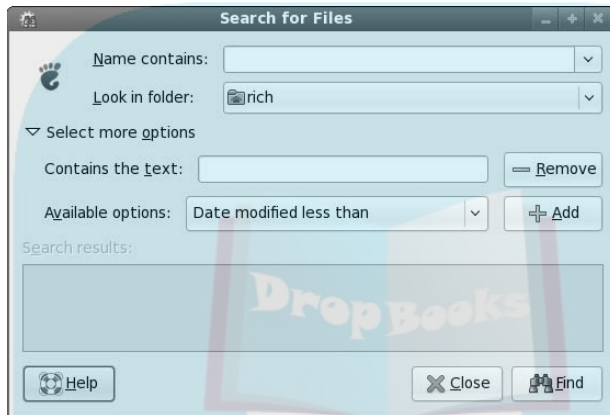 Search for Files
Name contains:
Look in folder: rich
Select more options
Contains the text: Remove
Available options: Date modified less than Add
Search results:
DropBooks
Help Close Find